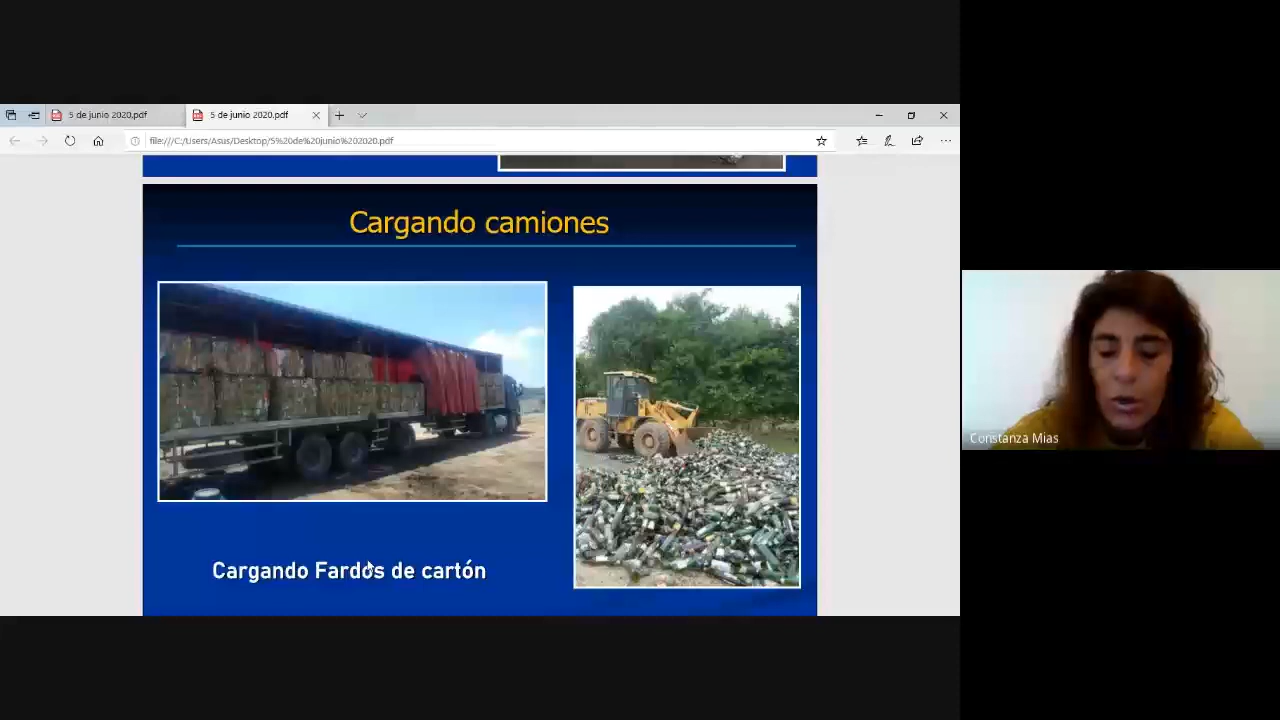 5 de junio 2020.pdf
5 de junio 2020.pdf
file:///C:/Users/Asus/Desktop/5%20de%20junio%202020.pdf
Cargando camiones
Cargando Fardos de cartón
Constanza Mias